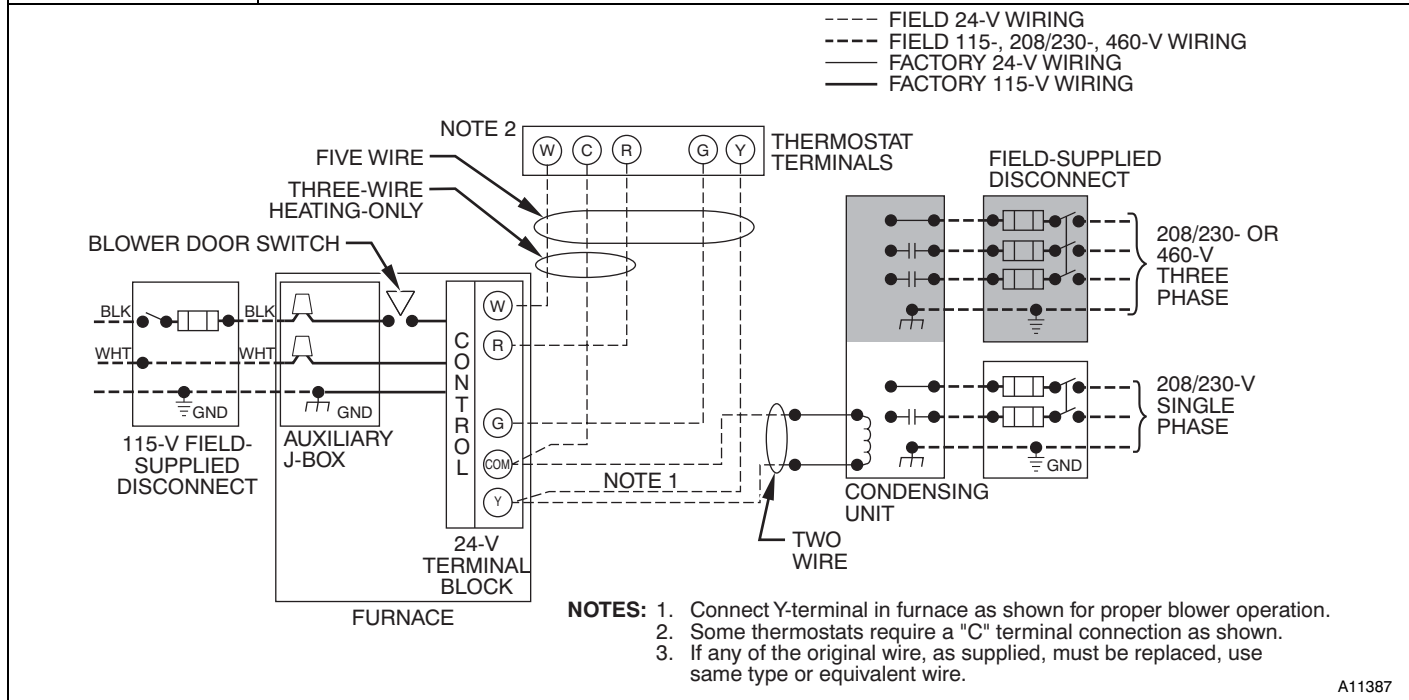 FIELD 24-V WIRING
FIELD 115-, 208/230-, 460-V WIRING
FACTORY 24-V WIRING
FACTORY 115-V WIRING
NOTE 2
W
C
R
G
Y
THERMOSTAT
TERMINALS
FIVE WIRE
THREE-WIRE
HEATING-ONLY
BLOWER DOOR SWITCH
FIELD-SUPPLIED
DISCONNECT
208/230- OR
460-V
THREE
PHASE
BLK
BLK
WHT
WHT
GND
GND
115-V FIELD-
SUPPLIED
DISCONNECT
AUXILIARY
J-BOX
CONTROL
W
R
G
COM
Y
24-V
TERMINAL
BLOCK
FURNACE
NOTE 1
TWO
WIRE
CONDENSING
UNIT
208/230-V
SINGLE
PHASE
GND
NOTES: 1. Connect Y-terminal in furnace as shown for proper blower operation.
2. Some thermostats require a "C" terminal connection as shown.
3. If any of the original wire, as supplied, must be replaced, use
same type or equivalent wire.
A11387